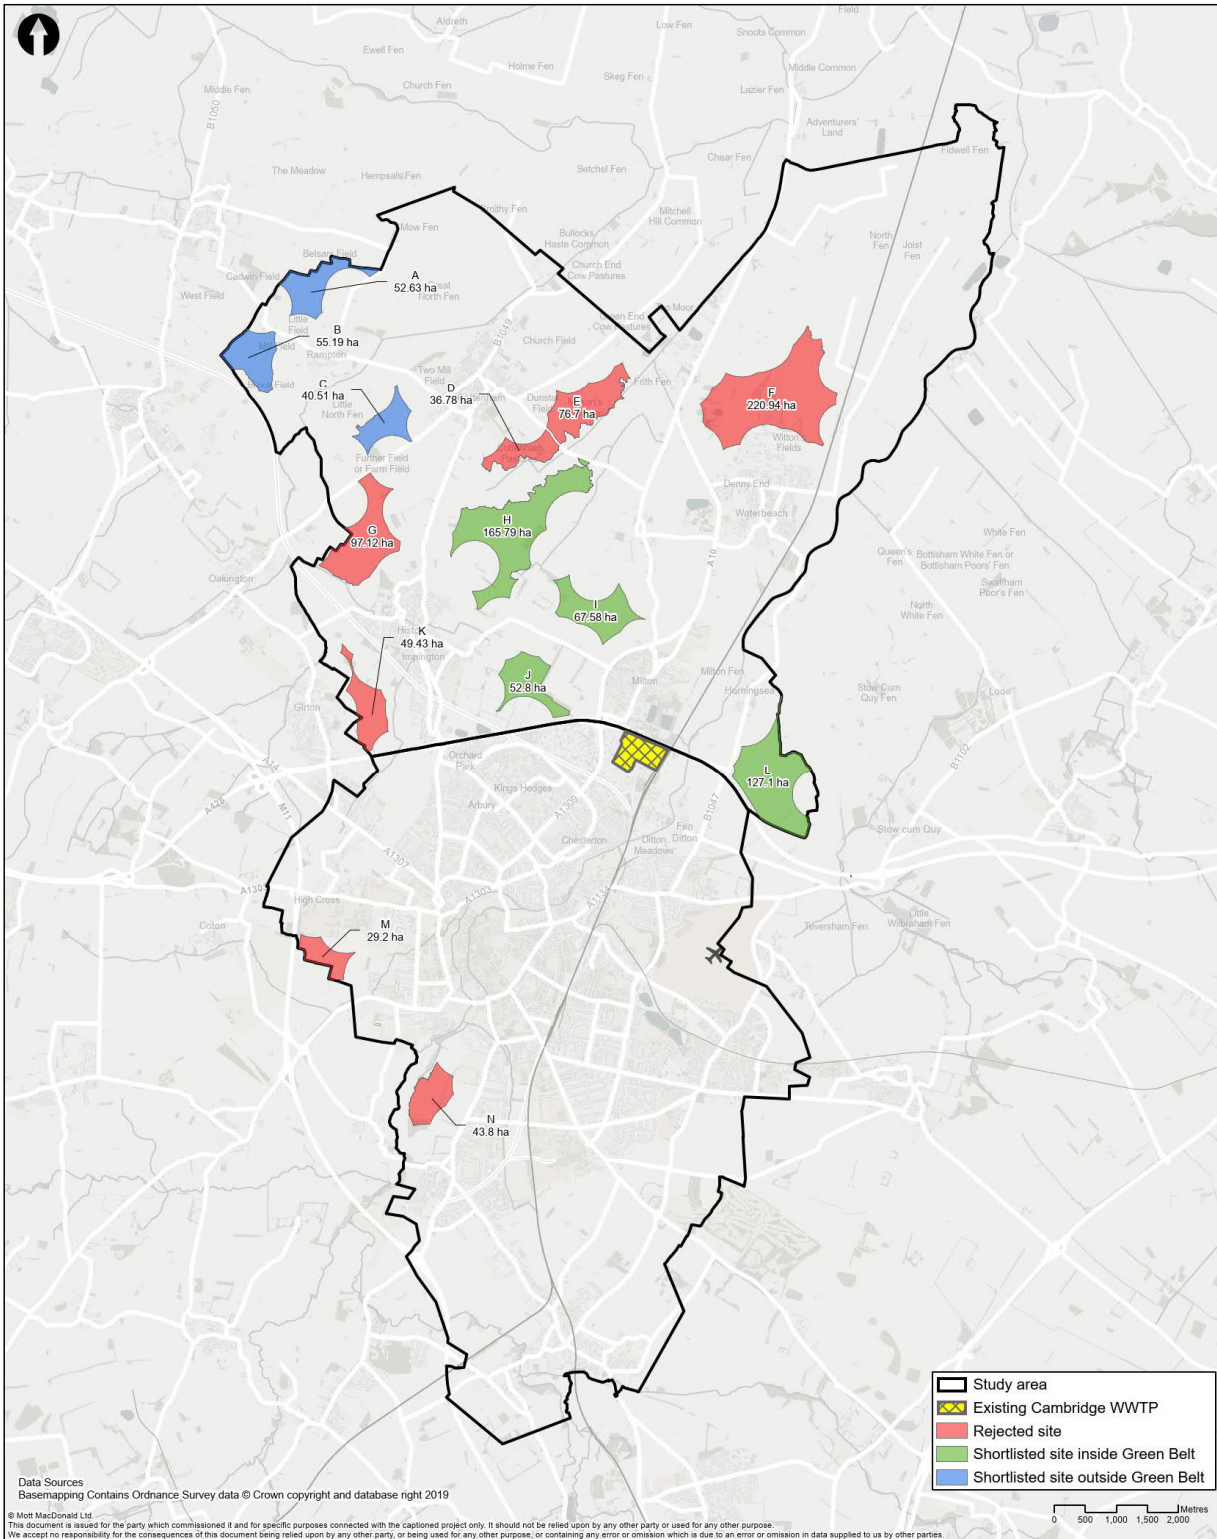 Aldreth
Low Fen
Field
Snoots Common
Ewell Fen
Holme Fen
Middle Common
Skeg Fen
Church Fen
Middle Fen
Lazier Fen
B1050
Adventurers'
Land
Fidwell Fen
Chear Fen
The Meadow
Hempsals Fen
Setchel Fen
Smithy Fen
Mitchell
Hill Common
Mow Fen
Bullocks
Haste Common
North
Fen
Joist
Fen
Belsars Field
Church End
Cow Pastures
Cadwin Field
A
52.63 ha
North Fen
West Field
Green End
Cow Pastures
Little
Field
B
55.19 ha
Rampton
B1049
Church Field
Two Mill
Field
Frith Fen
C
40.51 ha
Little
North Fen
D
36.78 ha
E
76.7 ha
F
220.94 ha
Witton's
Fields
Further Field
or Farm Field
Denny End
Waterbeach
H
165.79 ha
G
97.12 ha
White Fen
Queen's
Fen
Bottisham White Fen or
Bottisham Poors' Fen
A10
Oakington
Swaffham
Poor's Fen
North
White Fen
I
67.58 ha
K
49.43 ha
Impington
J
52.8 ha
Milton
Milton Fen
Horningsea
Stow Cum
Quy Fen
Lode
Girton
B1102
A14
Orchard
Park
L
127.1 ha
Kings Hedges
M11
A428
Arbury
A1309
B1047
Chesterton
Fen
Ditton
Ditton
Meadows
Stow cum Quy
A1307
A1303
A1303
A1134
High Cross
Coton
M
29.2 ha
Teversham Fen
Little
Wilbraham Fen
N
43.8 ha
Study area
Existing Cambridge WWTP
Rejected site
Shortlisted site inside Green Belt
Shortlisted site outside Green Belt
Data Sources
Basemapping Contains Ordnance Survey data © Crown copyright and database right 2019
Metres
0 500 1,000 1,500 2,000
© Mott MacDonald Ltd.
This document is issued for the party which commissioned it and for specific purposes connected with the captioned project only. It should not be relied upon by any other party or used for any other purpose.
We accept no responsibility for the consequences of this document being relied upon by any other party, or being used for any other purpose, or containing any error or omission which is due to an error or omission in data supplied to us by other parties.